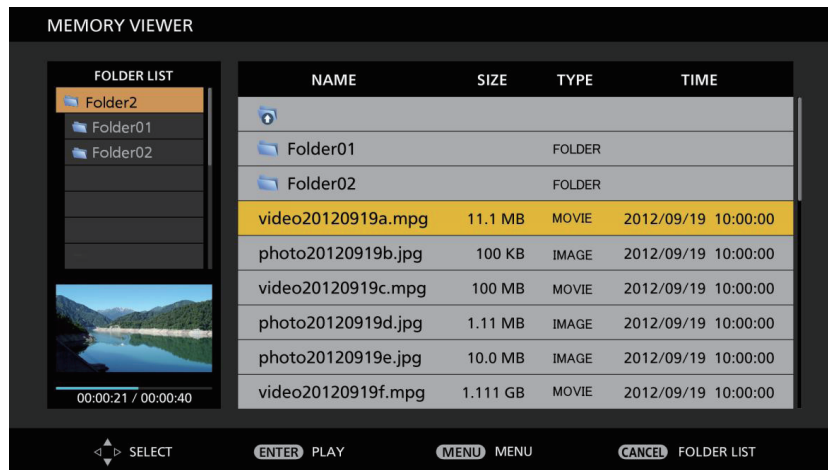 MEMORY VIEWER
FOLDER LIST
Folder2
Folder01
Folder02
00:00:21 / 00:00:40
NAME SIZE TYPE TIME
Folder01 FOLDER
Folder02 FOLDER
video20120919a.mpg 11.1 MB MOVIE 2012/09/19 10:00:00
photo20120919b.jpg 100 KB IMAGE 2012/09/19 10:00:00
video20120919c.mpg 100 MB MOVIE 2012/09/19 10:00:00
photo20120919d.jpg 1.11 MB IMAGE 2012/09/19 10:00:00
photo20120919e.jpg 10.0 MB IMAGE 2012/09/19 10:00:00
video20120919f.mpg 1.111 GB MOVIE 2012/09/19 10:00:00
SELECT ENTER PLAY MENU MENU CANCEL FOLDER LIST